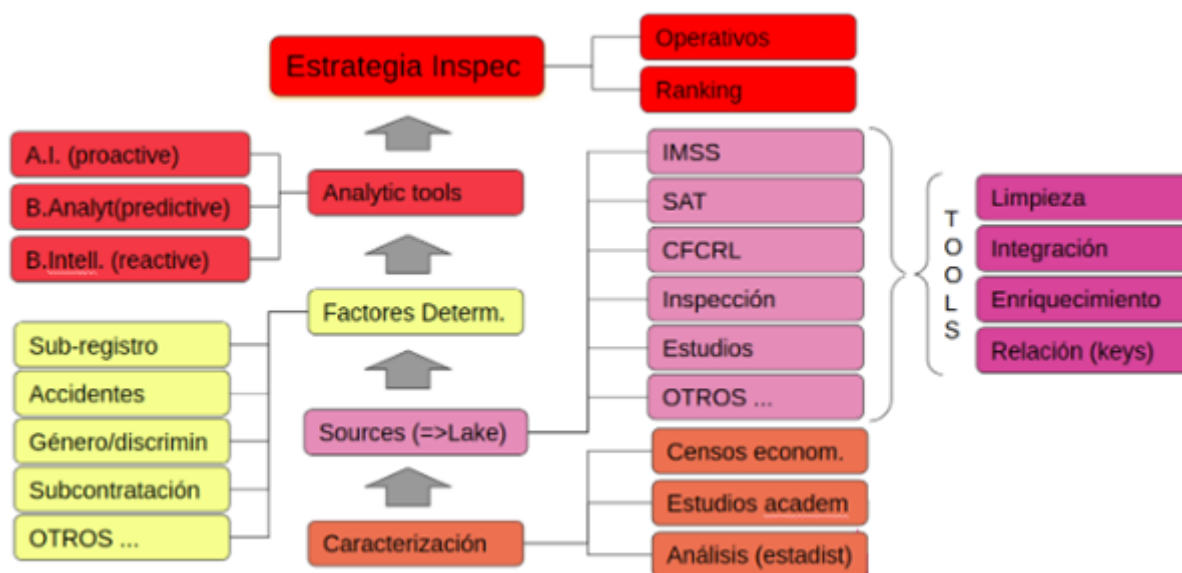 Estrategia Inspec
Operativos
Ranking
A.I. (proactive)
B.Analyt(predictive)
B.Intell. (reactive)
Analytic tools
IMSS
SAT
CFCRL
Inspección
Estudios
OTROS ...
TOOLS
Limpieza
Integración
Enriquecimiento
Relación (keys)
Factores Determ.
Sub-registro
Accidentes
Género/discrimin
Subcontratación
OTROS ...
Sources (=>Lake)
Censos econom.
Estudios academ
Análisis (estadist)
Caracterización